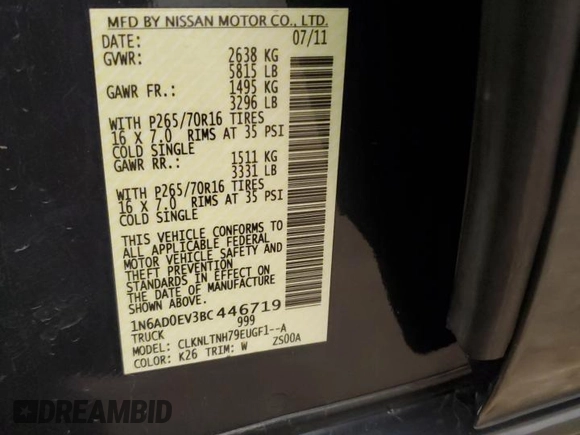 MFD BY NISSAN MOTOR CO., LTD.
DATE: 07/11
GVWR: 2638 KG
5815 LB
GAWR FR.: 1495 KG
3296 LB
WITH P265/70R16 TIRES
16 X 7.0 RIMS AT 35 PSI
COLD SINGLE
GAWR RR.: 1511 KG
3331 LB
WITH P265/70R16 TIRES
16 X 7.0 RIMS AT 35 PSI
COLD SINGLE
THIS VEHICLE CONFORMS TO
ALL APPLICABLE FEDERAL
MOTOR VEHICLE SAFETY AND
THEFT PREVENTION
STANDARDS IN EFFECT ON
DATE OF MANUFACTURE
1N6AD0EV3BC446719
TRUCK 999
MODEL: CLKNLTNH79EUGF1--A
COLOR: K26 TRIM: W ZS00A
DREAMBID